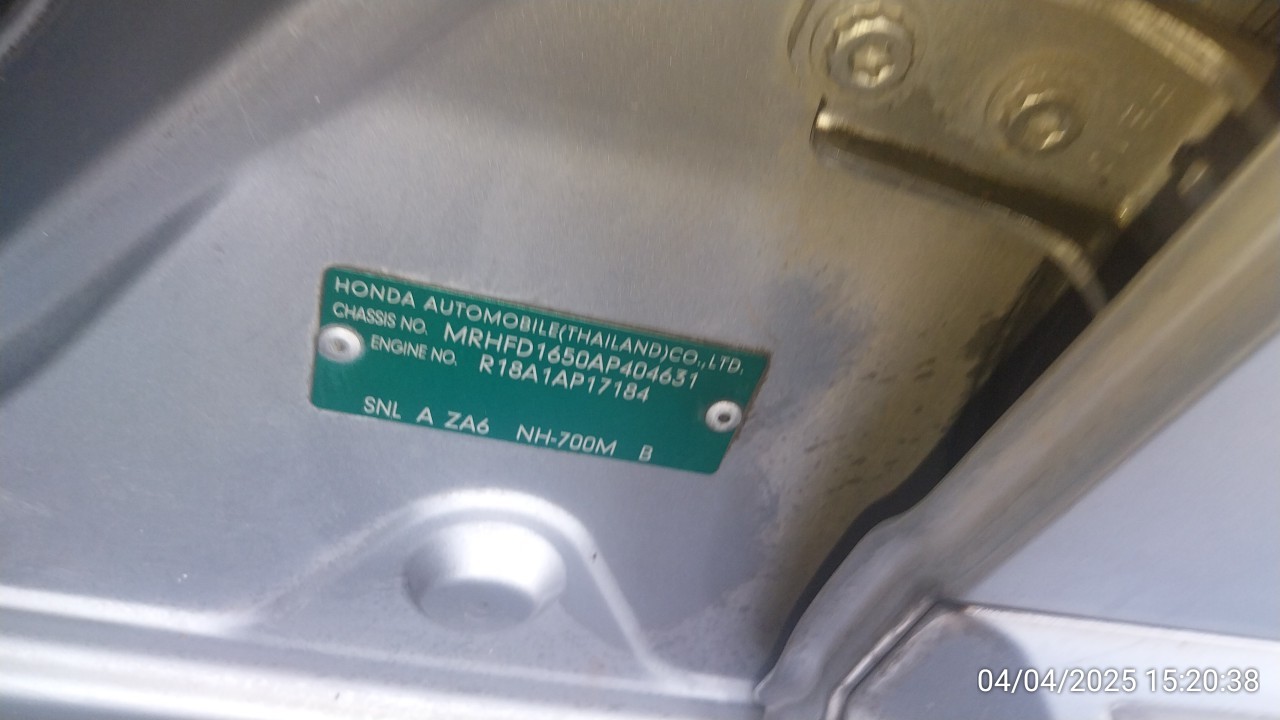 HONDA AUTOMOBILE(THAILAND)CO.,LTD.
CHASSIS NO. MRHFD1650AP404631
ENGINE NO. R18A1AP17184
SNL A ZA6 NH-700M B
04/04/2025 15:20:38